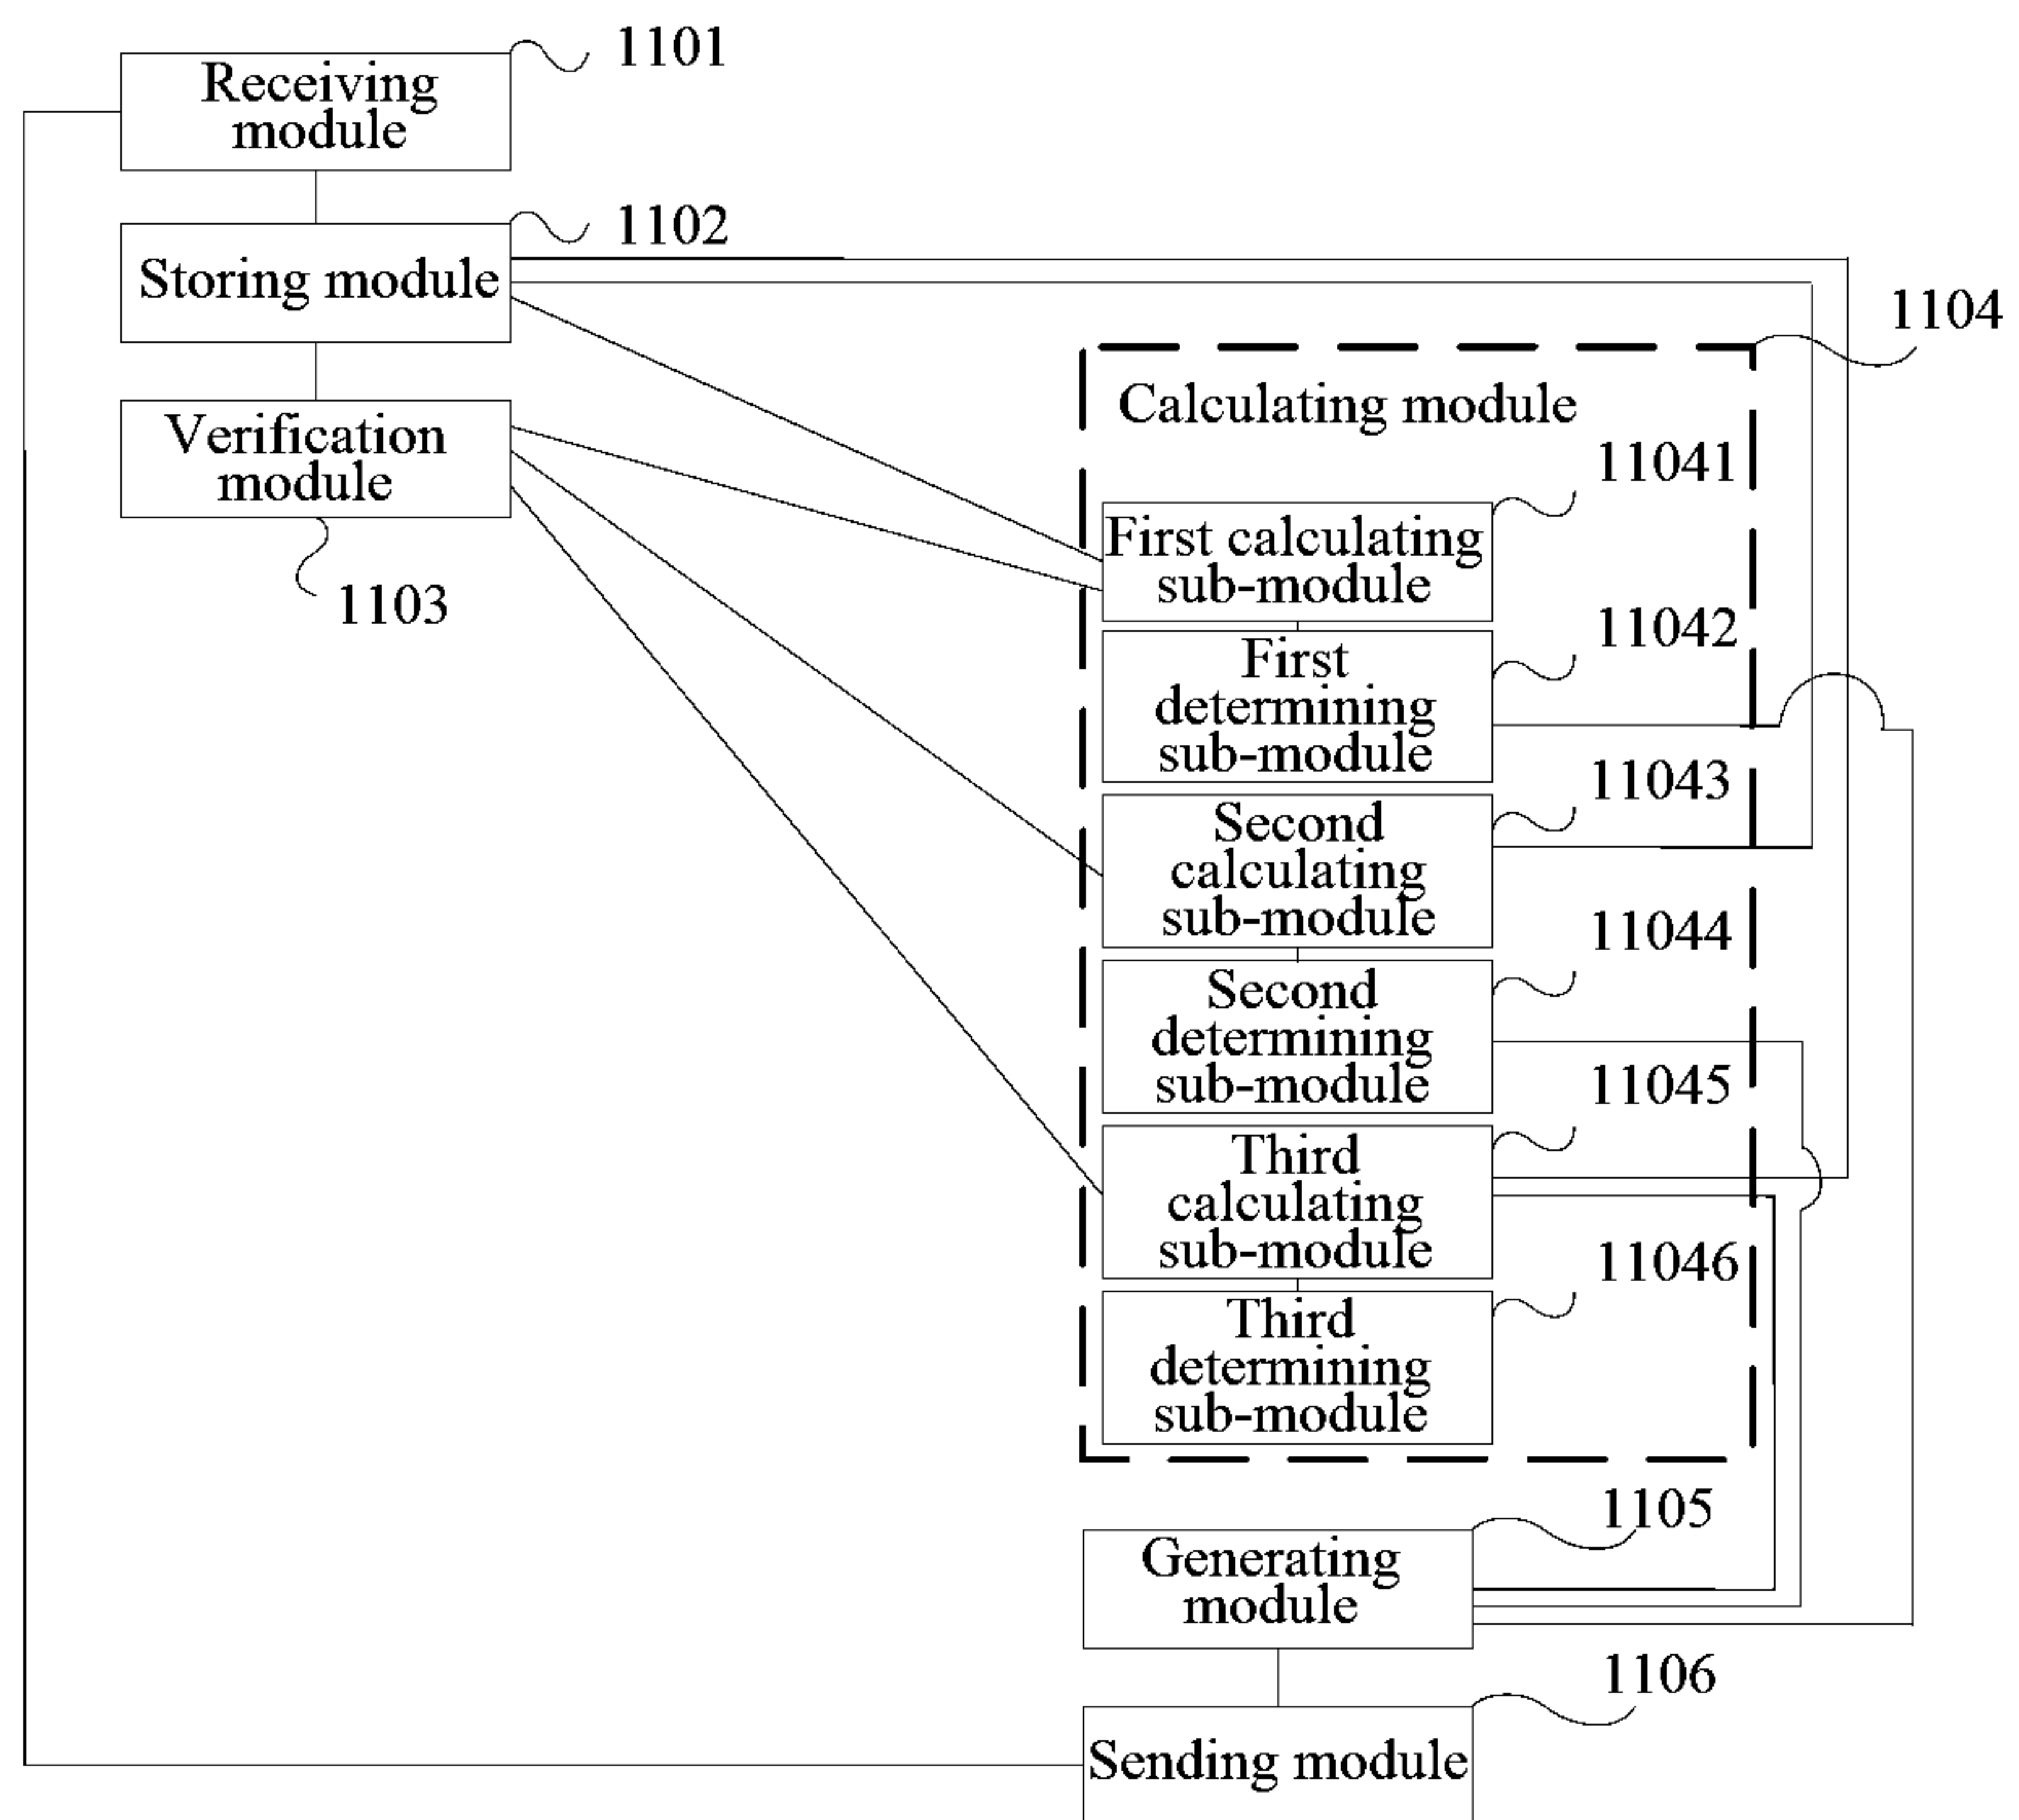 1101
Receiving
module
1102
Storing module
1104
Verification
module
1103
Calculating module
11041
First calculating
sub-module
11042
First
determining
sub-module
11043
Second
calculating
sub-module
11044
Second
determining
sub-module
11045
Third
calculating
sub-module
11046
Third
determining
sub-module
1105
Generating
module
1106
Sending module